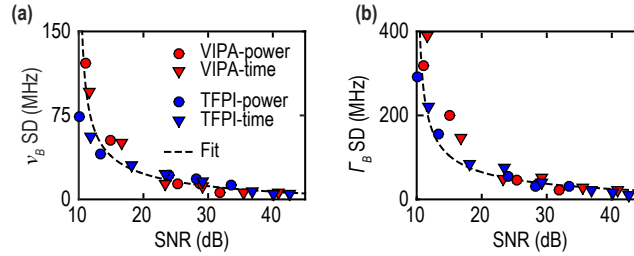 (a)
150
75
0
ν_B SD (MHz)
VIPA-power
VIPA-time
TFPI-power
TFPI-time
Fit
10 20 30 40
SNR (dB)
(b)
400
200
0
Γ_B SD (MHz)
10 20 30 40
SNR (dB)